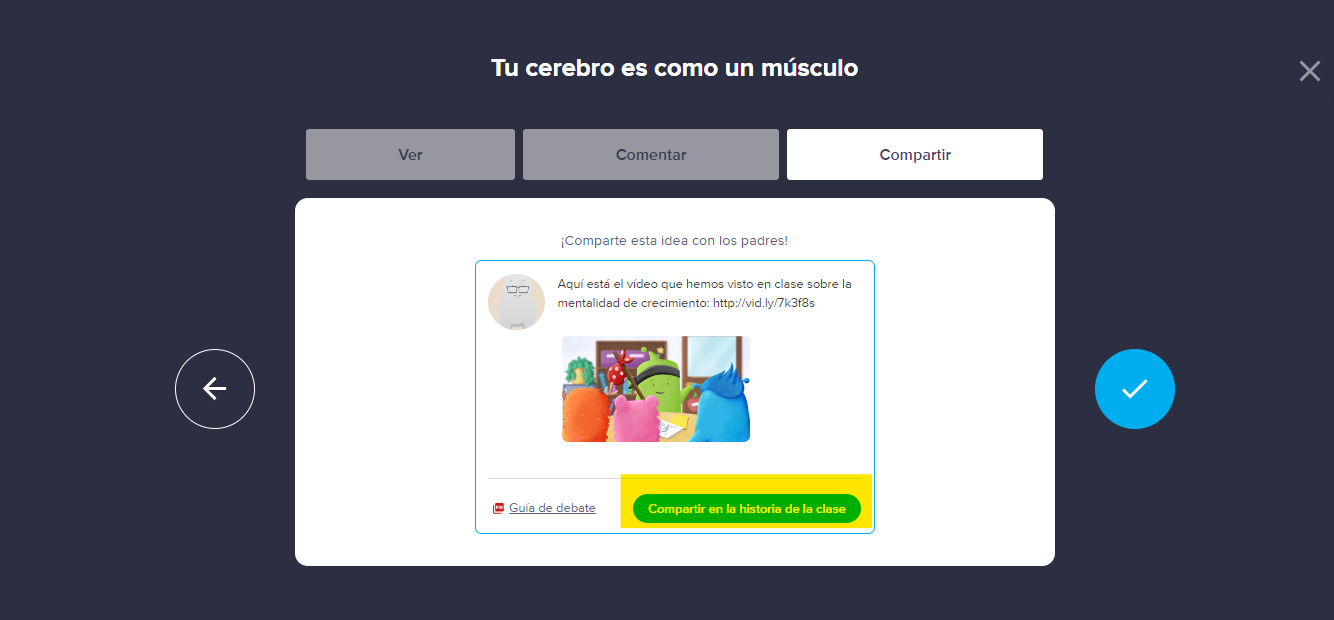 Tu cerebro es como un músculo
Ver
Comentar
Compartir
¡Comparte esta idea con los padres!
Aquí está el vídeo que hemos visto en clase sobre la
mentalidad de crecimiento: http://vid.ly/7k3f8s
Guía de debate
Compartir en la historia de la clase